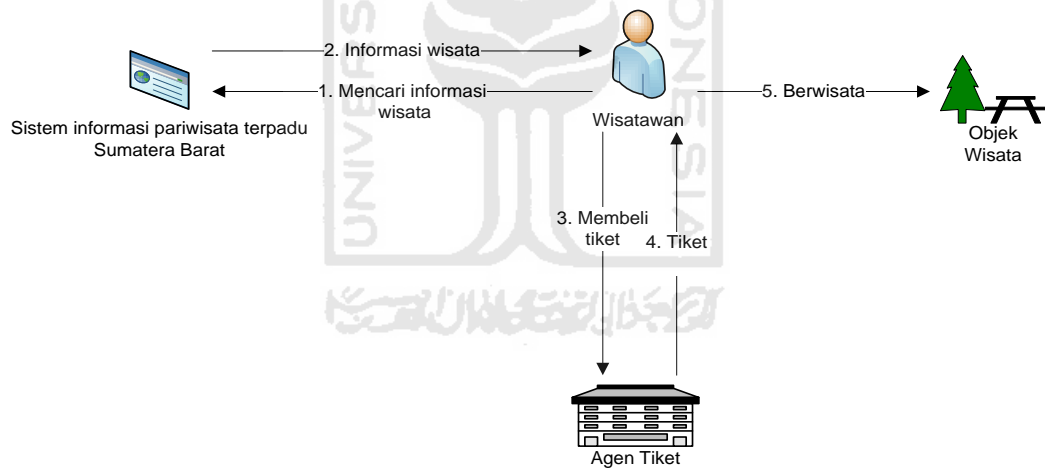 2. Informasi wisata
1. Mencari informasi
wisata
5. Berwisata
Sistem informasi pariwisata terpadu
Sumatera Barat
Wisatawan
Objek
Wisata
3. Membeli
tiket
4. Tiket
Agen Tiket